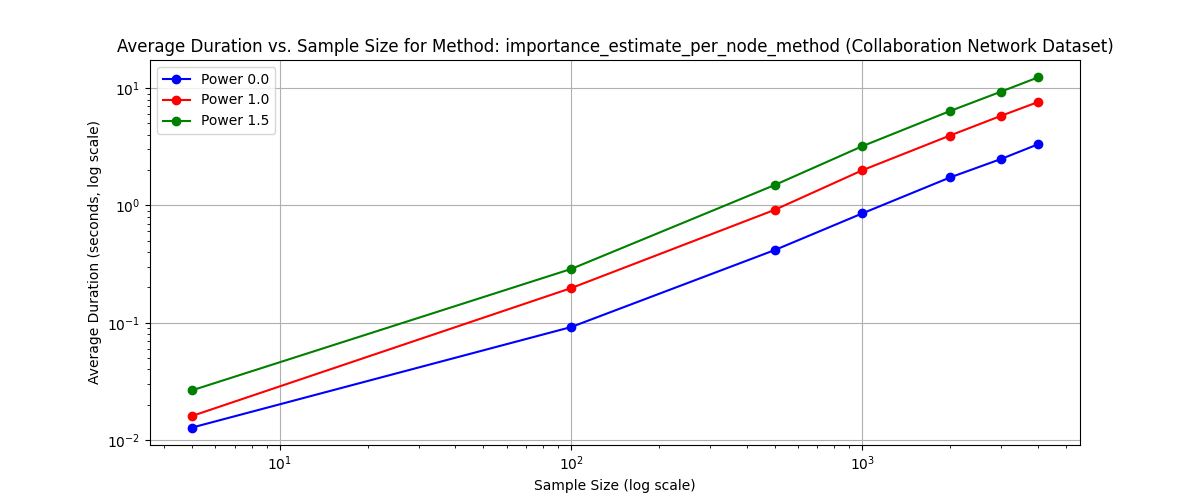 Average Duration vs. Sample Size for Method: importance_estimate_per_node_method (Collaboration Network Dataset)
Power 0.0
Power 1.0
Power 1.5
Average Duration (seconds, log scale)
10¹
10⁰
10⁻¹
10⁻²
10¹ 10² 10³
Sample Size (log scale)